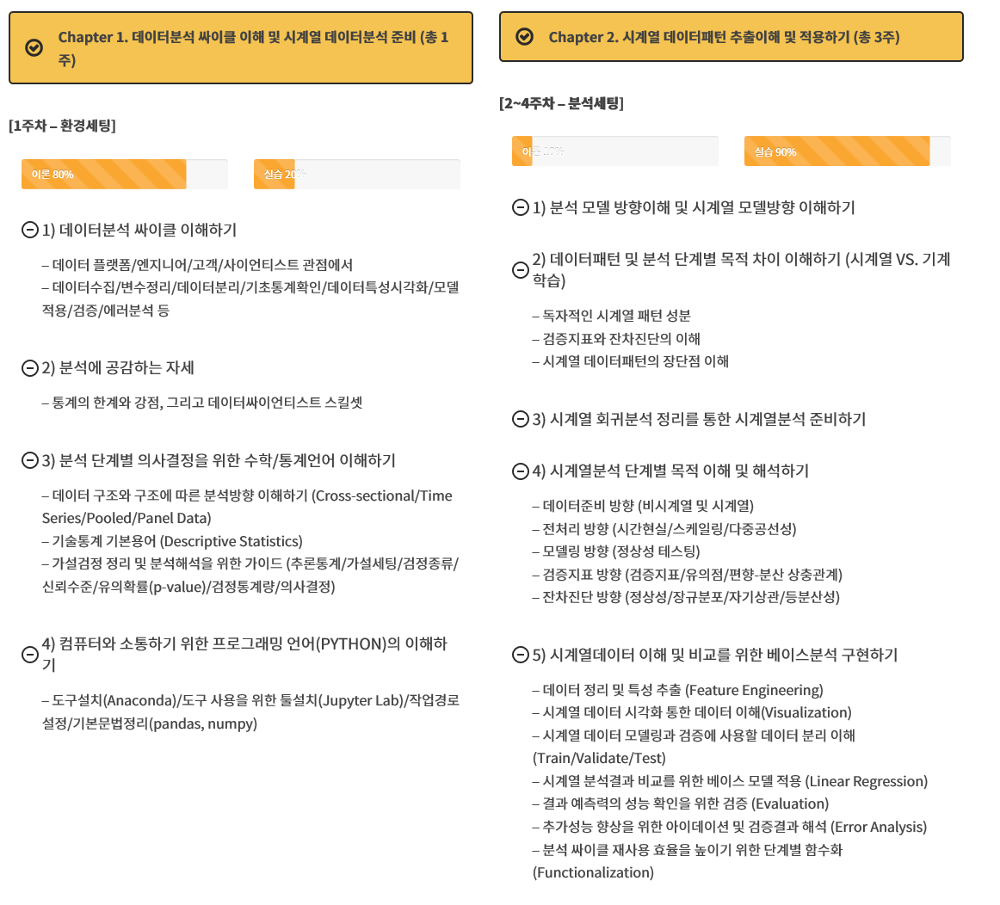 Chapter 1. 데이터분석 싸이클 이해 및 시계열 데이터분석 준비 (총 1
주)
[1주차 – 환경세팅]
이론 80%
실습 20%
1) 데이터분석 싸이클 이해하기
– 데이터 플랫폼/엔지니어/고객/사이언티스트 관점에서
– 데이터수집/변수정리/데이터분리/기초통계확인/데이터특성시각화/모델
적용/검증/에러분석 등
2) 분석에 공감하는 자세
– 통계의 한계와 강점, 그리고 데이터싸이언티스트 스킬셋
3) 분석 단계별 의사결정을 위한 수학/통계언어 이해하기
– 데이터 구조와 구조에 따른 분석방향 이해하기 (Cross-sectional/Time
Series/Pooled/Panel Data)
– 기술통계 기본용어 (Descriptive Statistics)
– 가설검정 정리 및 분석해석을 위한 가이드 (추론통계/가설세팅/검정종류/
신뢰수준/유의확률(p-value)/검정통계량/의사결정)
4) 컴퓨터와 소통하기 위한 프로그래밍 언어(PYTHON)의 이해하
기
– 도구설치(Anaconda)/도구 사용을 위한 툴설치(Jupyter Lab)/작업경로
설정/기본문법정리(pandas, numpy)
Chapter 2. 시계열 데이터패턴 추출이해 및 적용하기 (총 3주)
[2~4주차 – 분석세팅]
이론 10%
실습 90%
1) 분석 모델 방향이해 및 시계열 모델방향 이해하기
2) 데이터패턴 및 분석 단계별 목적 차이 이해하기 (시계열 VS. 기계
학습)
– 독자적인 시계열 패턴 성분
– 검증지표와 잔차진단의 이해
– 시계열 데이터패턴의 장단점 이해
3) 시계열 회귀분석 정리를 통한 시계열분석 준비하기
4) 시계열분석 단계별 목적 이해 및 해석하기
– 데이터준비 방향 (비시계열 및 시계열)
– 전처리 방향 (시간현실/스케일링/다중공선성)
– 모델링 방향 (정상성 테스팅)
– 검증지표 방향 (검증지표/유의점/편향-분산 상충관계)
– 잔차진단 방향 (정상성/장규분포/자기상관/등분산성)
5) 시계열데이터 이해 및 비교를 위한 베이스분석 구현하기
– 데이터 정리 및 특성 추출 (Feature Engineering)
– 시계열 데이터 시각화 통한 데이터 이해(Visualization)
– 시계열 데이터 모델링과 검증에 사용할 데이터 분리 이해
(Train/Validate/Test)
– 시계열 분석결과 비교를 위한 베이스 모델 적용 (Linear Regression)
– 결과 예측력의 성능 확인을 위한 검증 (Evaluation)
– 추가성능 향상을 위한 아이데이션 및 검증결과 해석 (Error Analysis)
– 분석 싸이클 재사용 효율을 높이기 위한 단계별 함수화
(Functionalization)